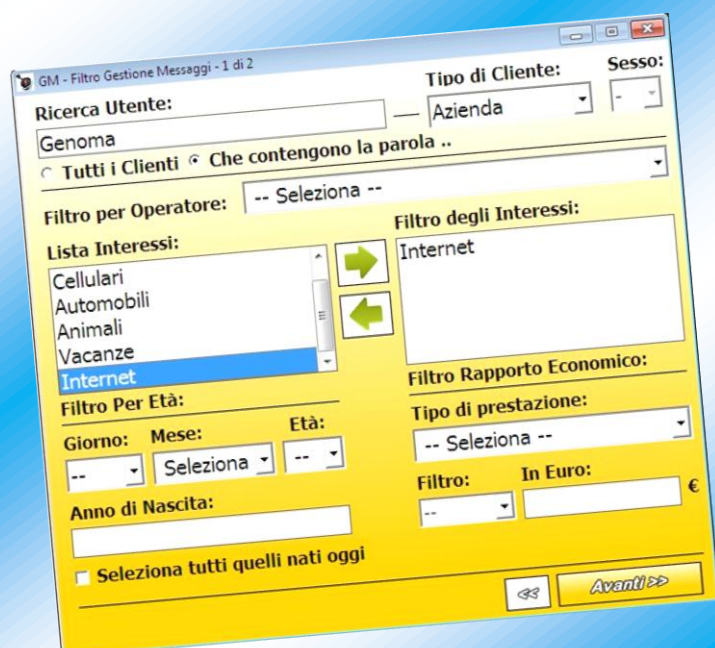 GM - Filtro Gestione Messaggi - 1 di 2
Ricerca Utente:
Tipo di Cliente:
Sesso:
Genoma
Azienda
-
Tutti i Clienti
Che contengono la parola ..
Filtro per Operatore:
-- Seleziona --
Lista Interessi:
Filtro degli Interessi:
Cellulari
Automobili
Animali
Vacanze
Internet
Internet
Filtro Per Età:
Filtro Rapporto Economico:
Giorno:
Mese:
Età:
Tipo di prestazione:
--
Seleziona
--
-- Seleziona --
Anno di Nascita:
Filtro:
In Euro:
--
€
Seleziona tutti quelli nati oggi
<<
Avanti >>